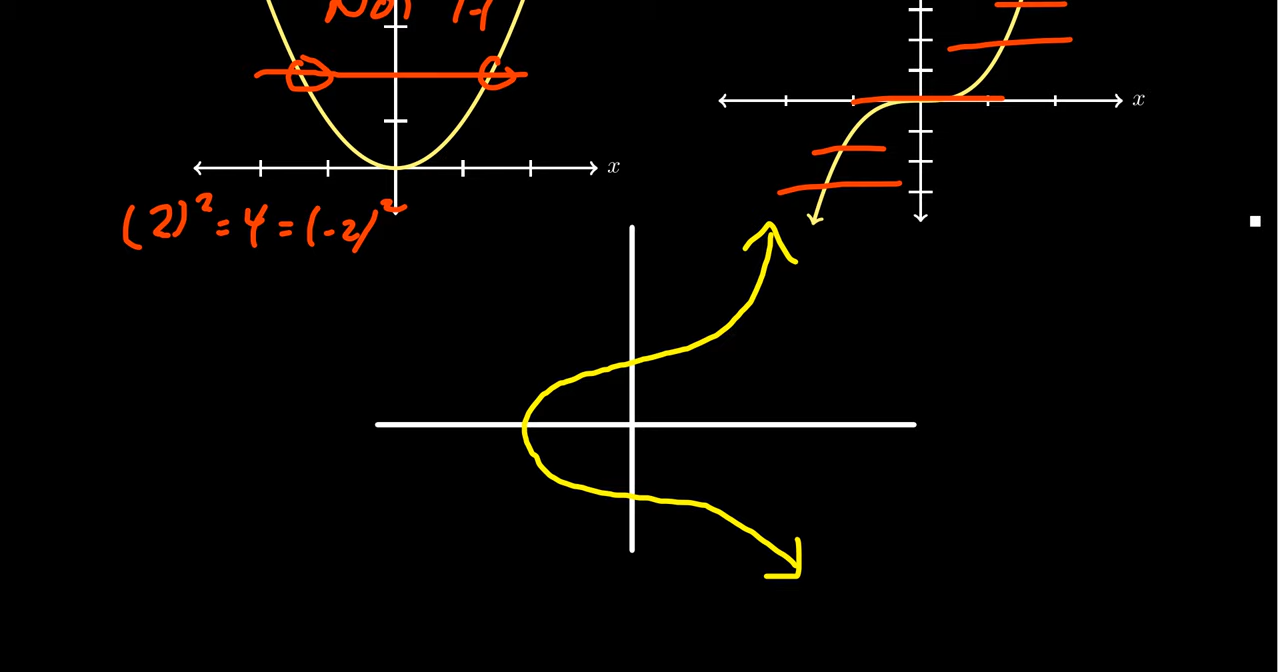 Not 1-1
x
x
(2)² = 4 = (-2)²